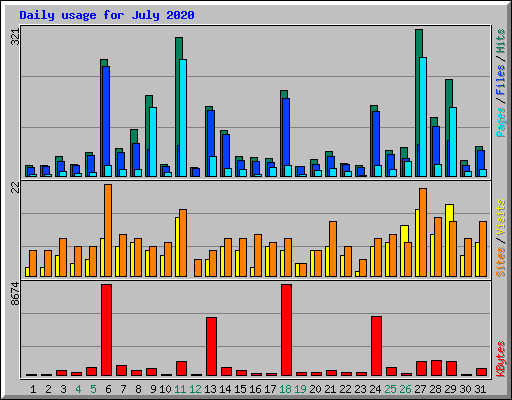 Daily usage for July 2020
321
Pages / Files / Hits
22
Sites / Visits
8674
KBytes
1 2 3 4 5 6 7 8 9 10 11 12 13 14 15 16 17 18 19 20 21 22 23 24 25 26 27 28 29 30 31